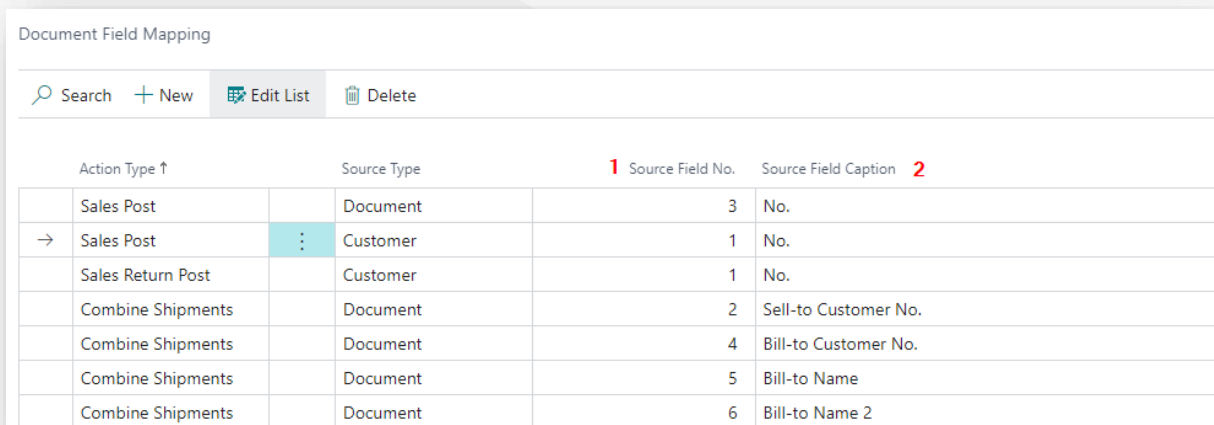 Document Field Mapping
Search New Edit List Delete
Action Type ↑ Source Type 1 Source Field No. Source Field Caption 2
Sales Post Document 3 No.
Sales Post Customer 1 No.
Sales Return Post Customer 1 No.
Combine Shipments Document 2 Sell-to Customer No.
Combine Shipments Document 4 Bill-to Customer No.
Combine Shipments Document 5 Bill-to Name
Combine Shipments Document 6 Bill-to Name 2